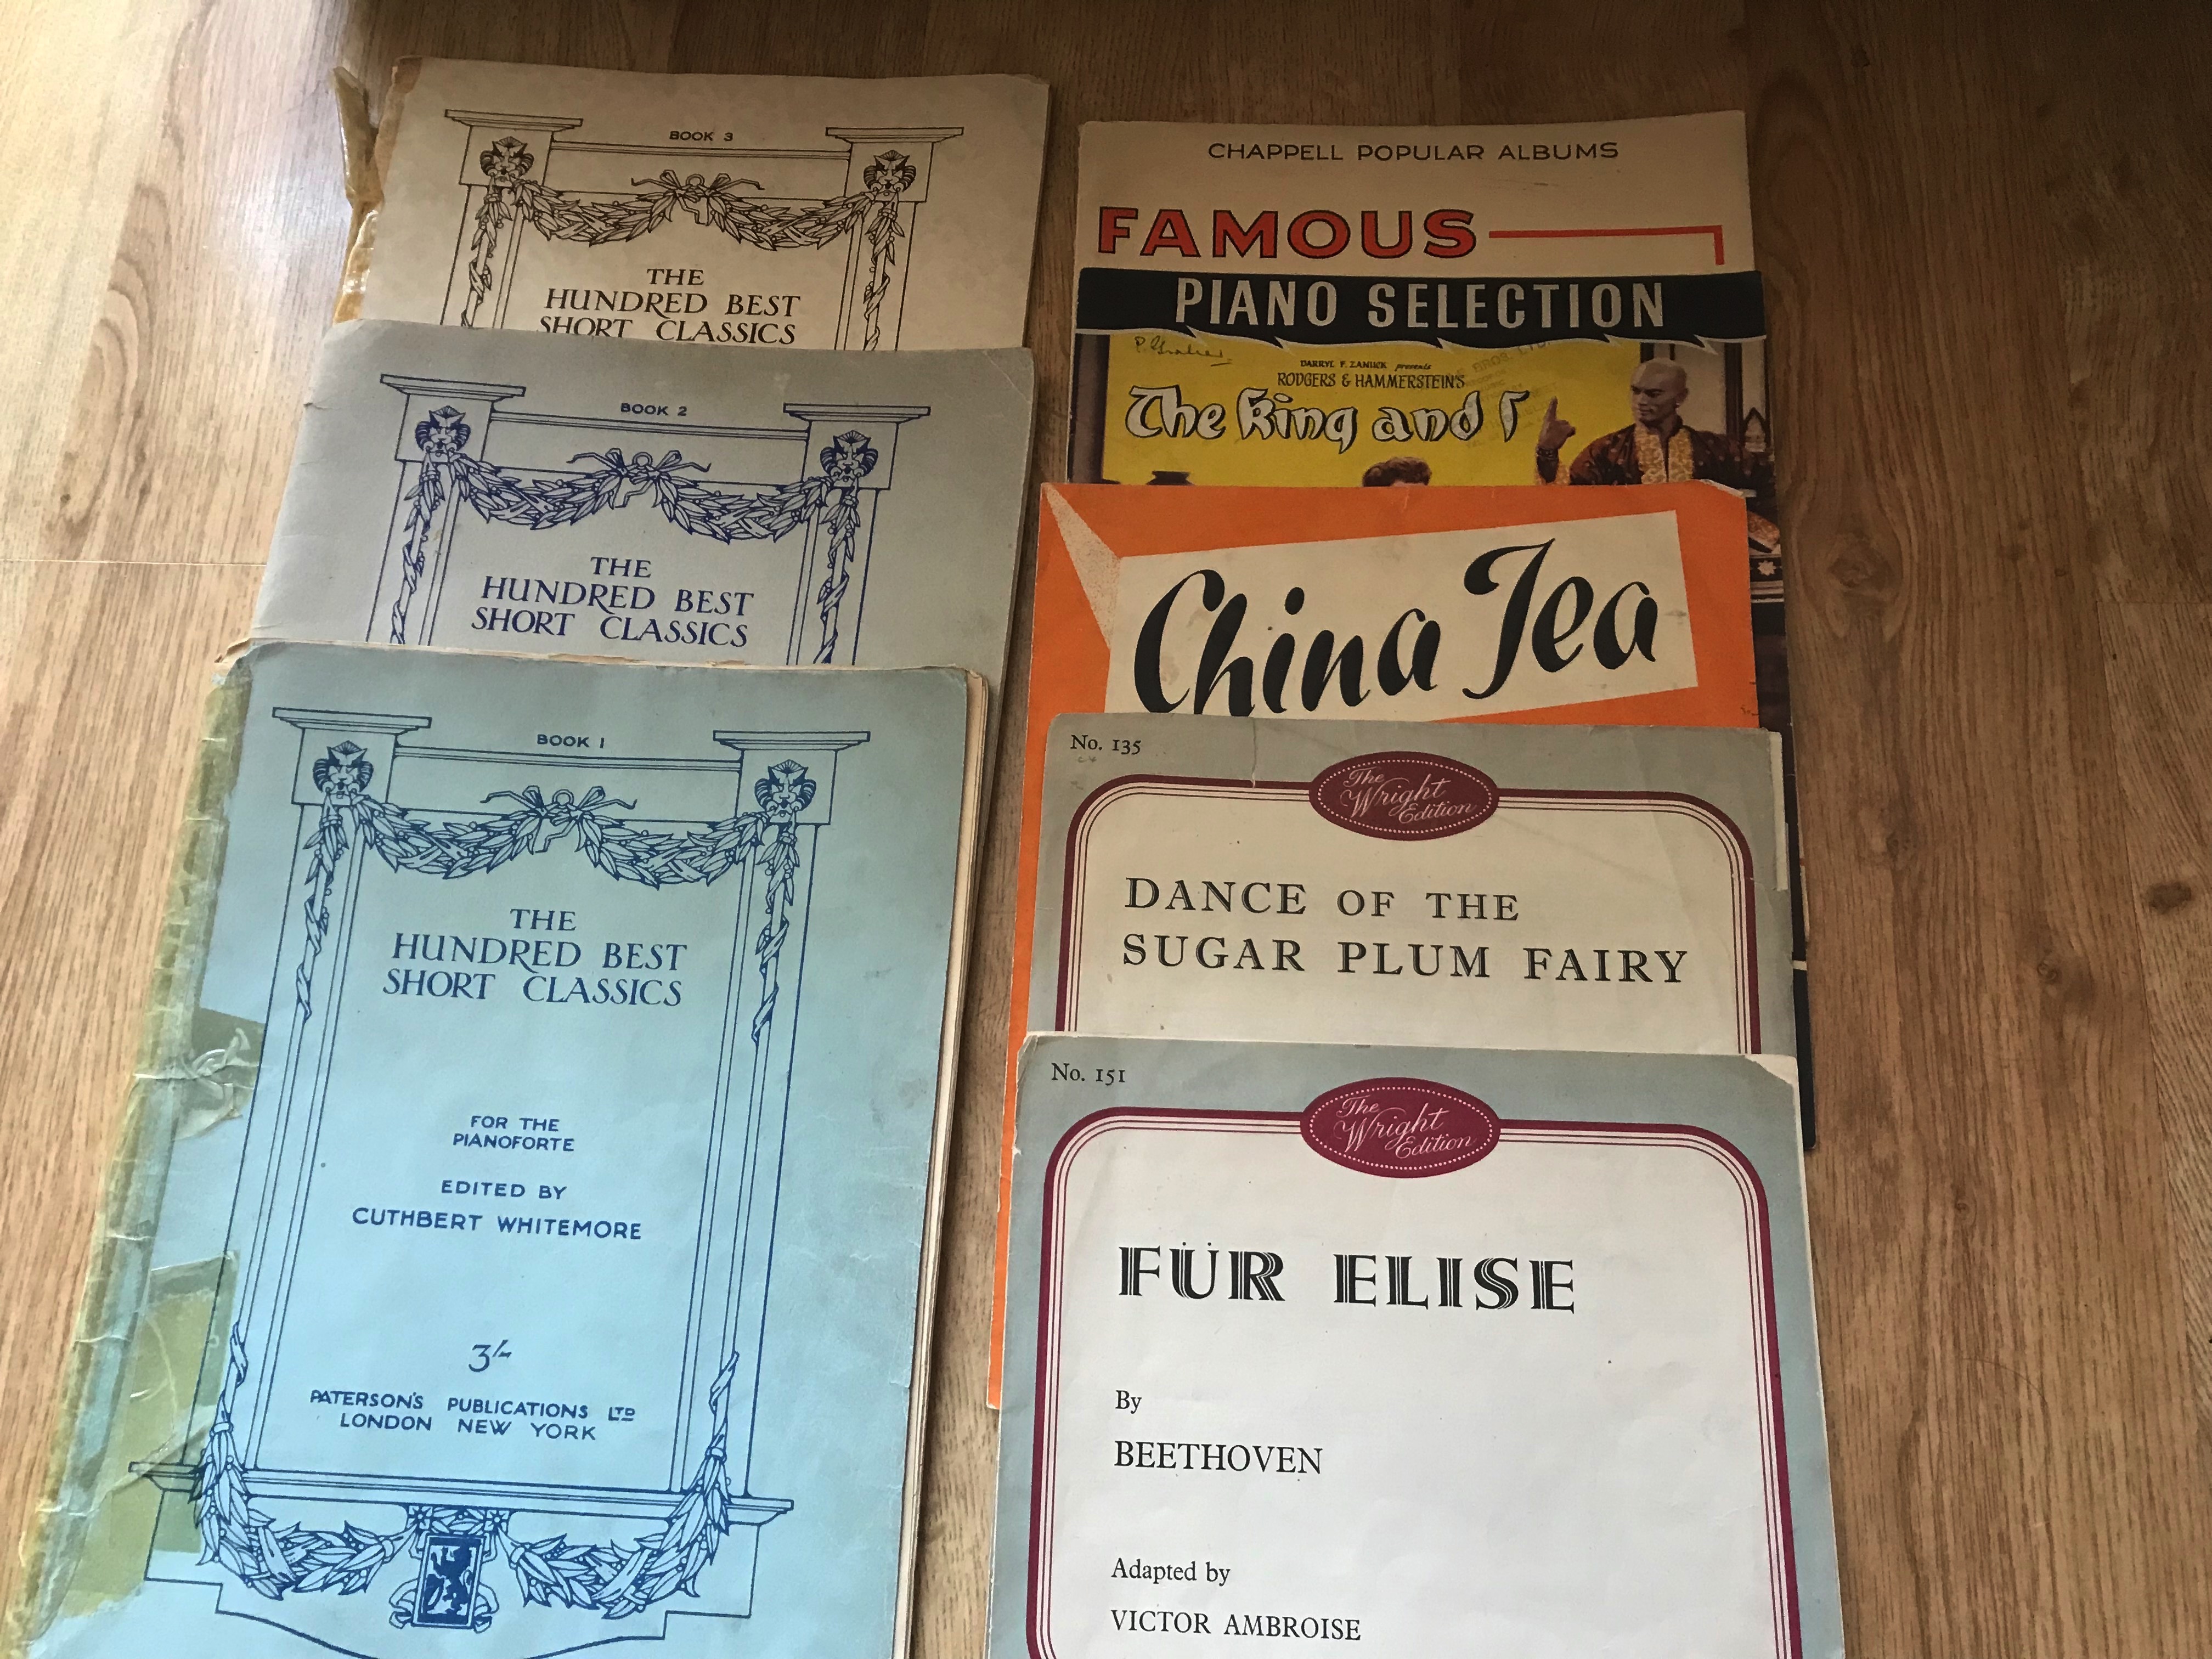 BOOK 3
THE
HUNDRED BEST
SHORT CLASSICS
BOOK 2
THE
HUNDRED BEST
SHORT CLASSICS
BOOK 1
THE
HUNDRED BEST
SHORT CLASSICS
FOR THE
PIANOFORTE
EDITED BY
CUTHBERT WHITEMORE
3/-
PATERSON'S PUBLICATIONS LTD
LONDON NEW YORK
CHAPPELL POPULAR ALBUMS
FAMOUS
PIANO SELECTION
DARRYL F. ZANUCK presents
RODGERS & HAMMERSTEIN'S
The King and I
China Tea
No. 135
The
Wright
Edition
DANCE OF THE
SUGAR PLUM FAIRY
No. 151
The
Wright
Edition
FÜR ELISE
By
BEETHOVEN
Adapted by
VICTOR AMBROISE